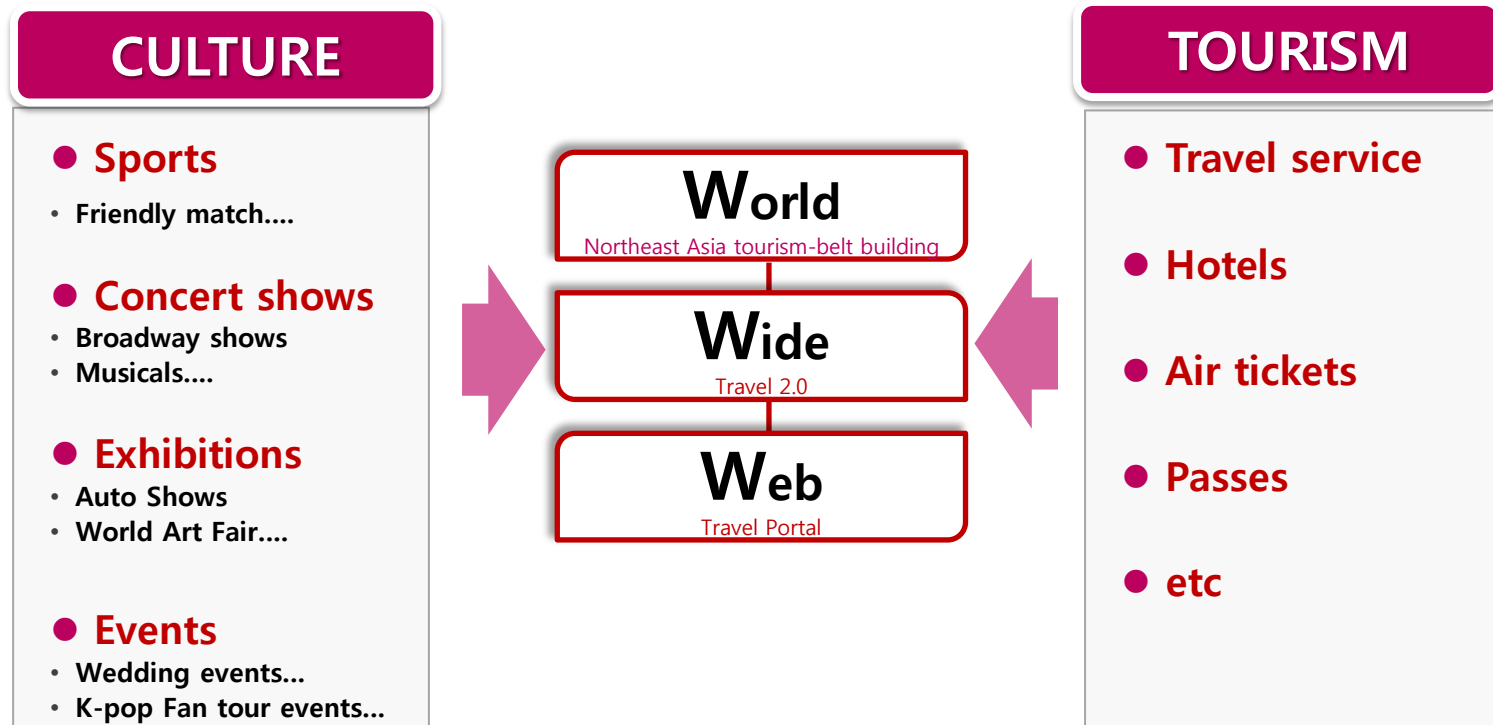 CULTURE
Sports
Friendly match....
Concert shows
Broadway shows
Musicals....
Exhibitions
Auto Shows
World Art Fair....
Events
Wedding events...
K-pop Fan tour events...
World
Northeast Asia tourism-belt building
Wide
Travel 2.0
Web
Travel Portal
TOURISM
Travel service
Hotels
Air tickets
Passes
etc